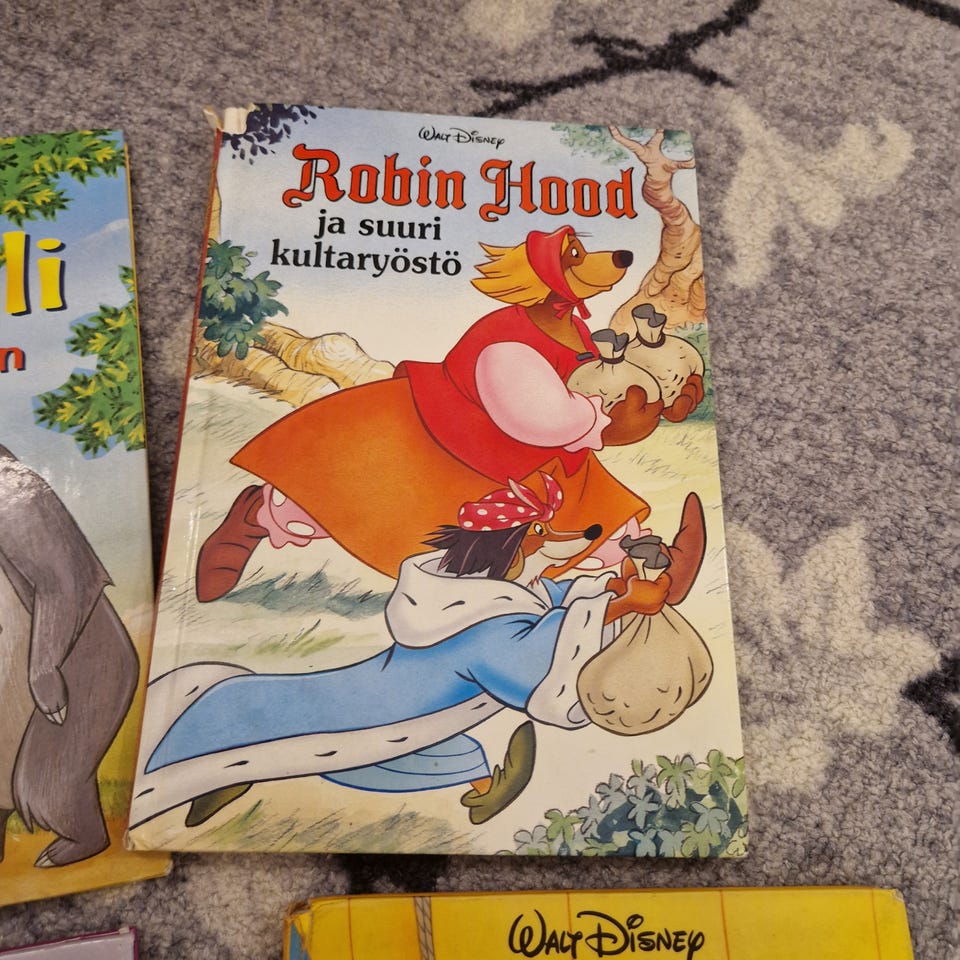 WALT DISNEY
Robin Hood
ja suuri
kultaryöstö
li
n
WALT DISNEY